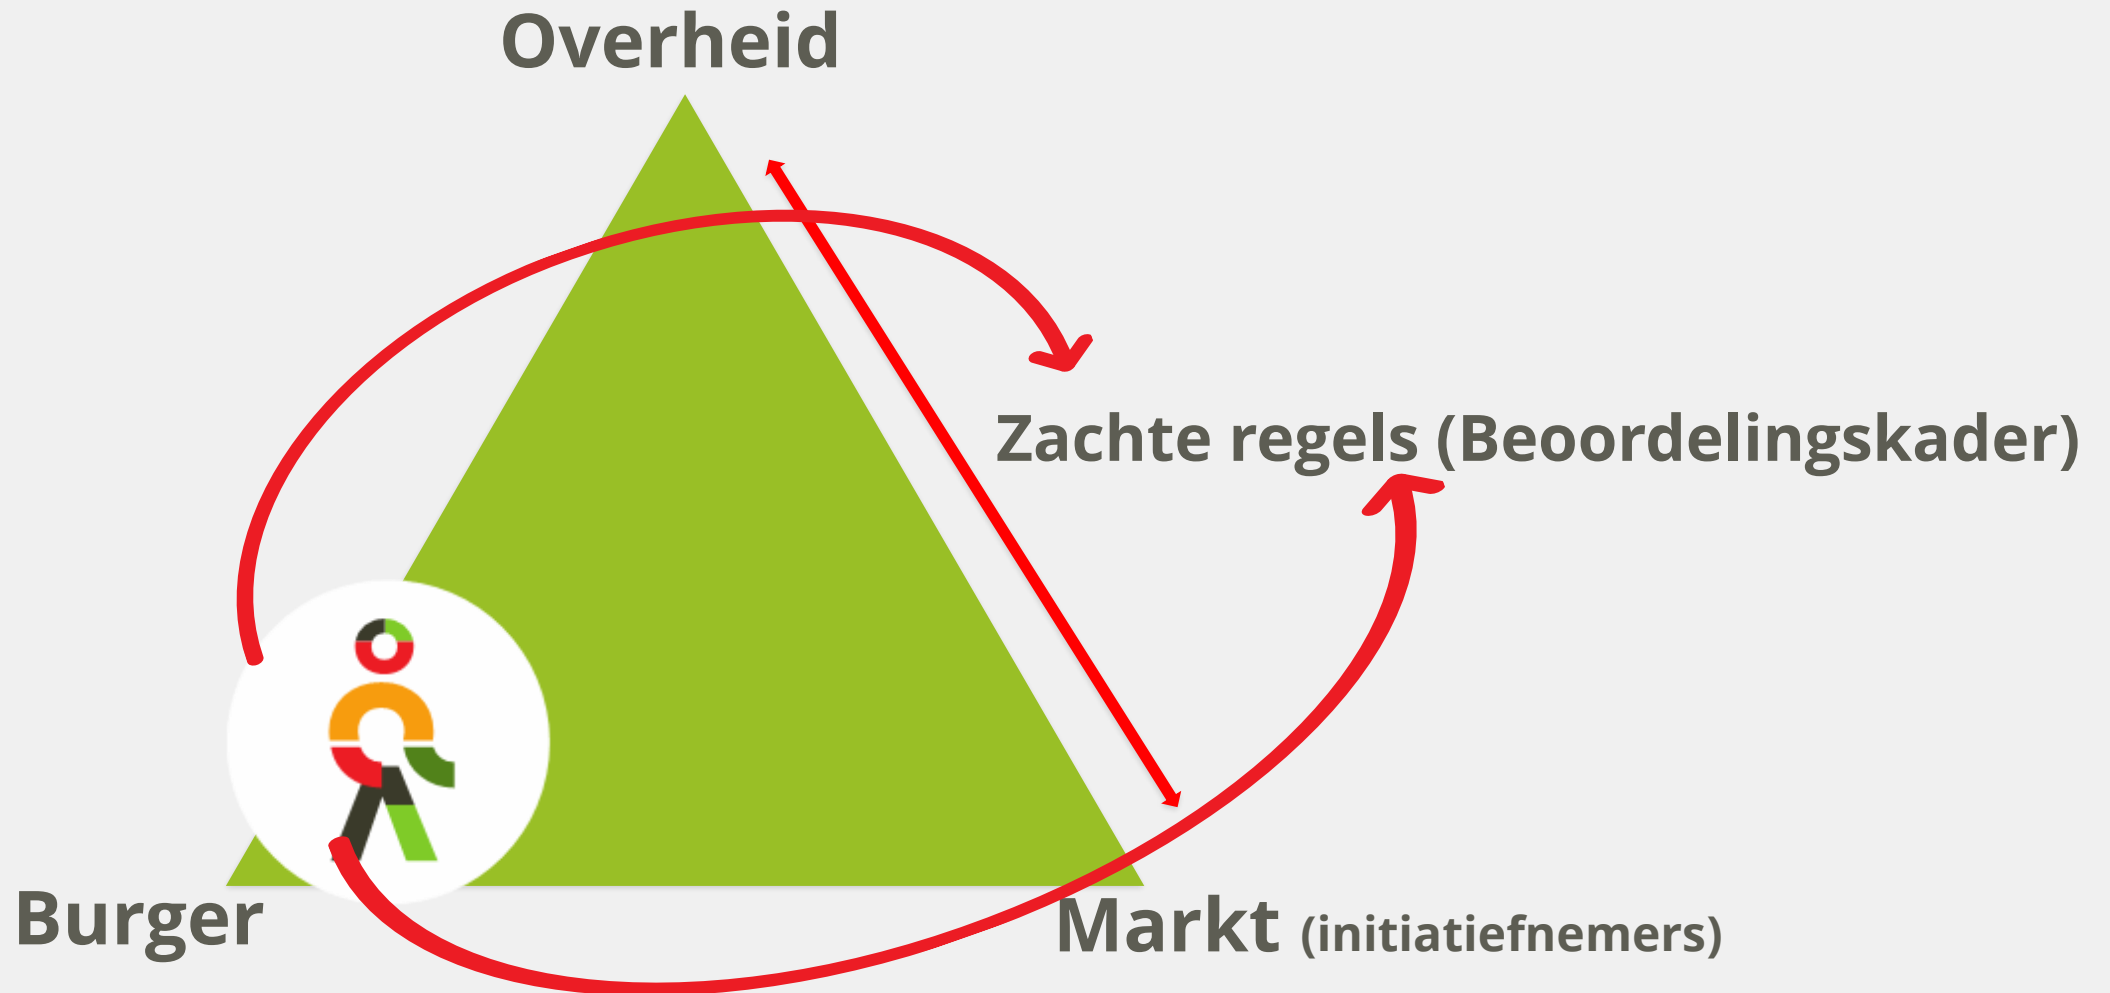 Overheid
Zachte regels (Beoordelingskader)
Burger
Markt (initiatiefnemers)